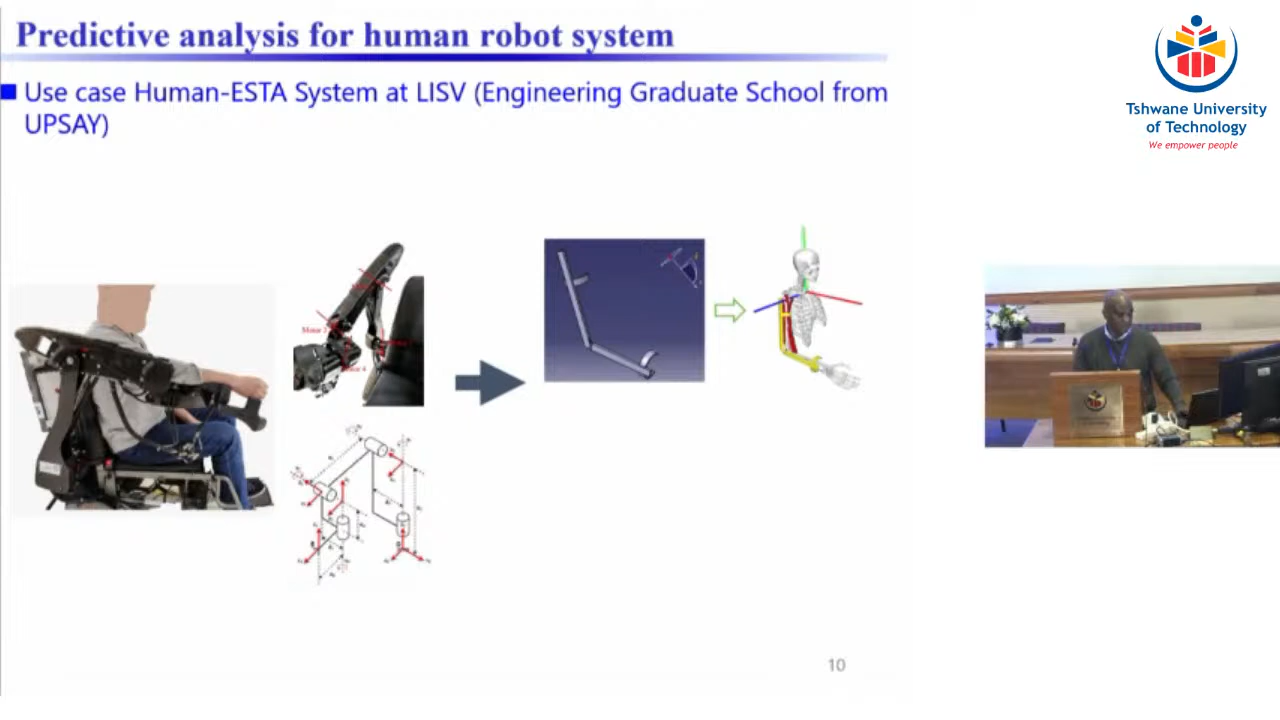 Predictive analysis for human robot system
Use case Human-ESTA System at LISV (Engineering Graduate School from
UPSAY)
Tshwane University
of Technology
We empower people
10